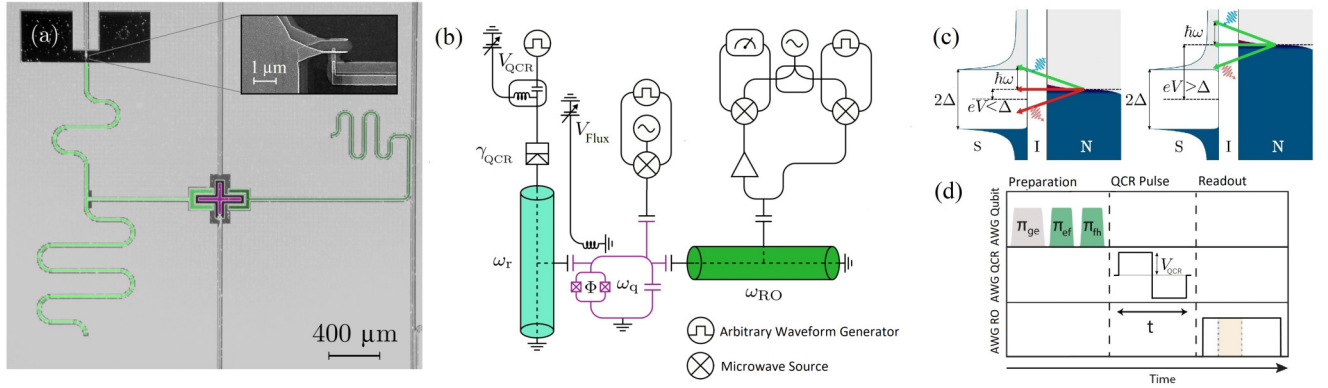 (a)
1 μm
400 μm
(b)
V_QCR
V_Flux
γ_QCR
ω_r
Φ
ω_q
ω_RO
Arbitrary Waveform Generator
Microwave Source
(c)
ħω
2Δ
eV<Δ
S I N
ħω
2Δ
eV>Δ
S I N
(d)
Preparation QCR Pulse Readout
AWG Qubit
π_ge π_ef π_fh
AWG QCR
V_QCR
t
AWG RO
Time